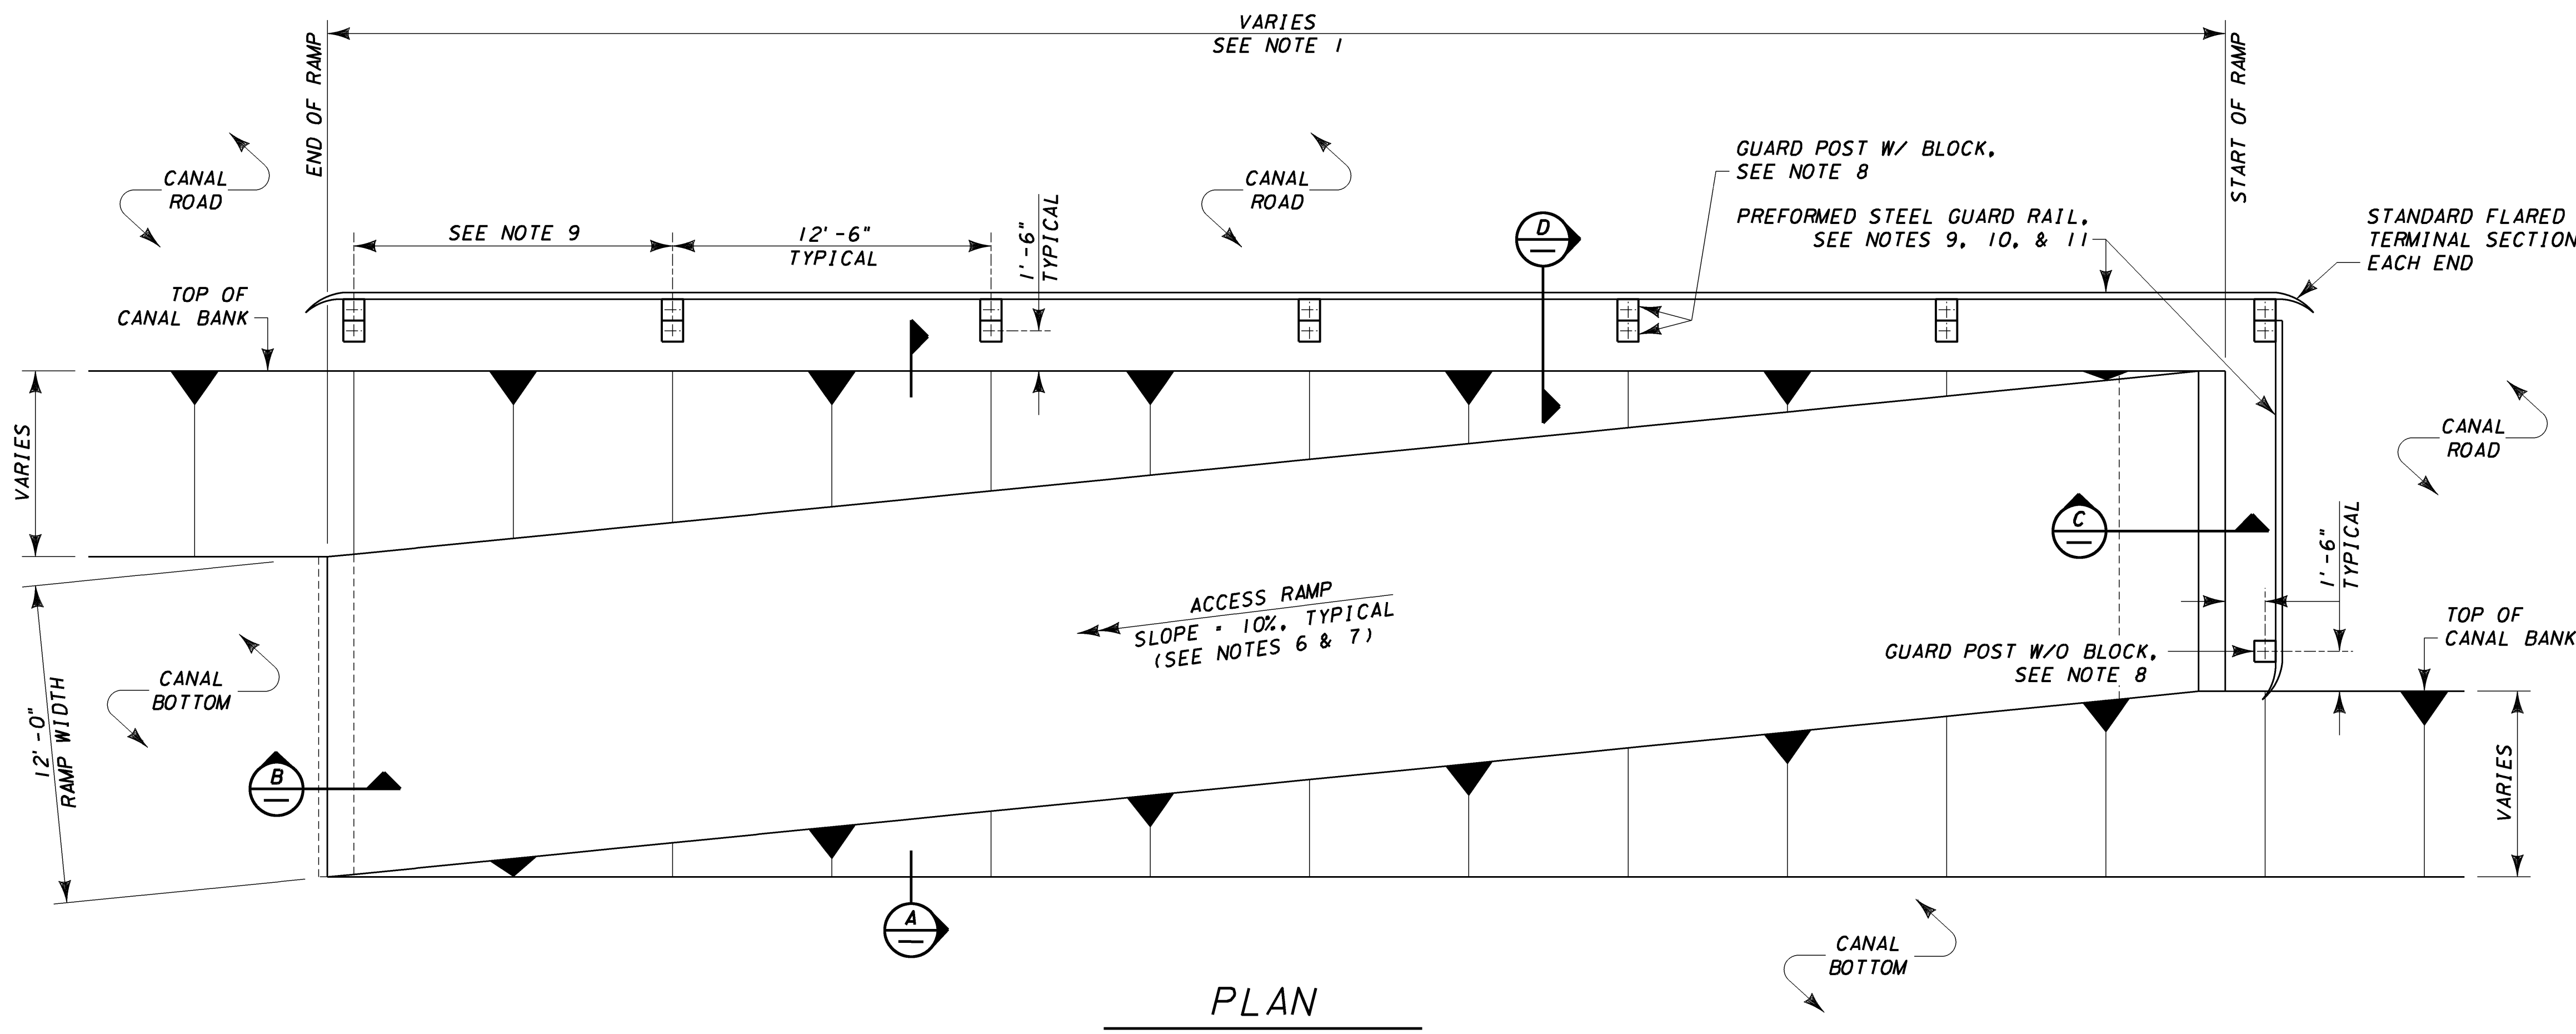 VARIES
SEE NOTE 1
END OF RAMP
START OF RAMP
CANAL
ROAD
CANAL
ROAD
GUARD POST W/ BLOCK,
SEE NOTE 8
PREFORMED STEEL GUARD RAIL,
SEE NOTES 9, 10, & 11
STANDARD FLARED
TERMINAL SECTION
EACH END
SEE NOTE 9
12'-6"
TYPICAL
1'-6"
TYPICAL
D
TOP OF
CANAL BANK
VARIES
CANAL
ROAD
C
1'-6"
TYPICAL
ACCESS RAMP
SLOPE = 10%, TYPICAL
(SEE NOTES 6 & 7)
GUARD POST W/O BLOCK,
SEE NOTE 8
TOP OF
CANAL BANK
12'-0"
RAMP WIDTH
CANAL
BOTTOM
B
VARIES
A
CANAL
BOTTOM
PLAN